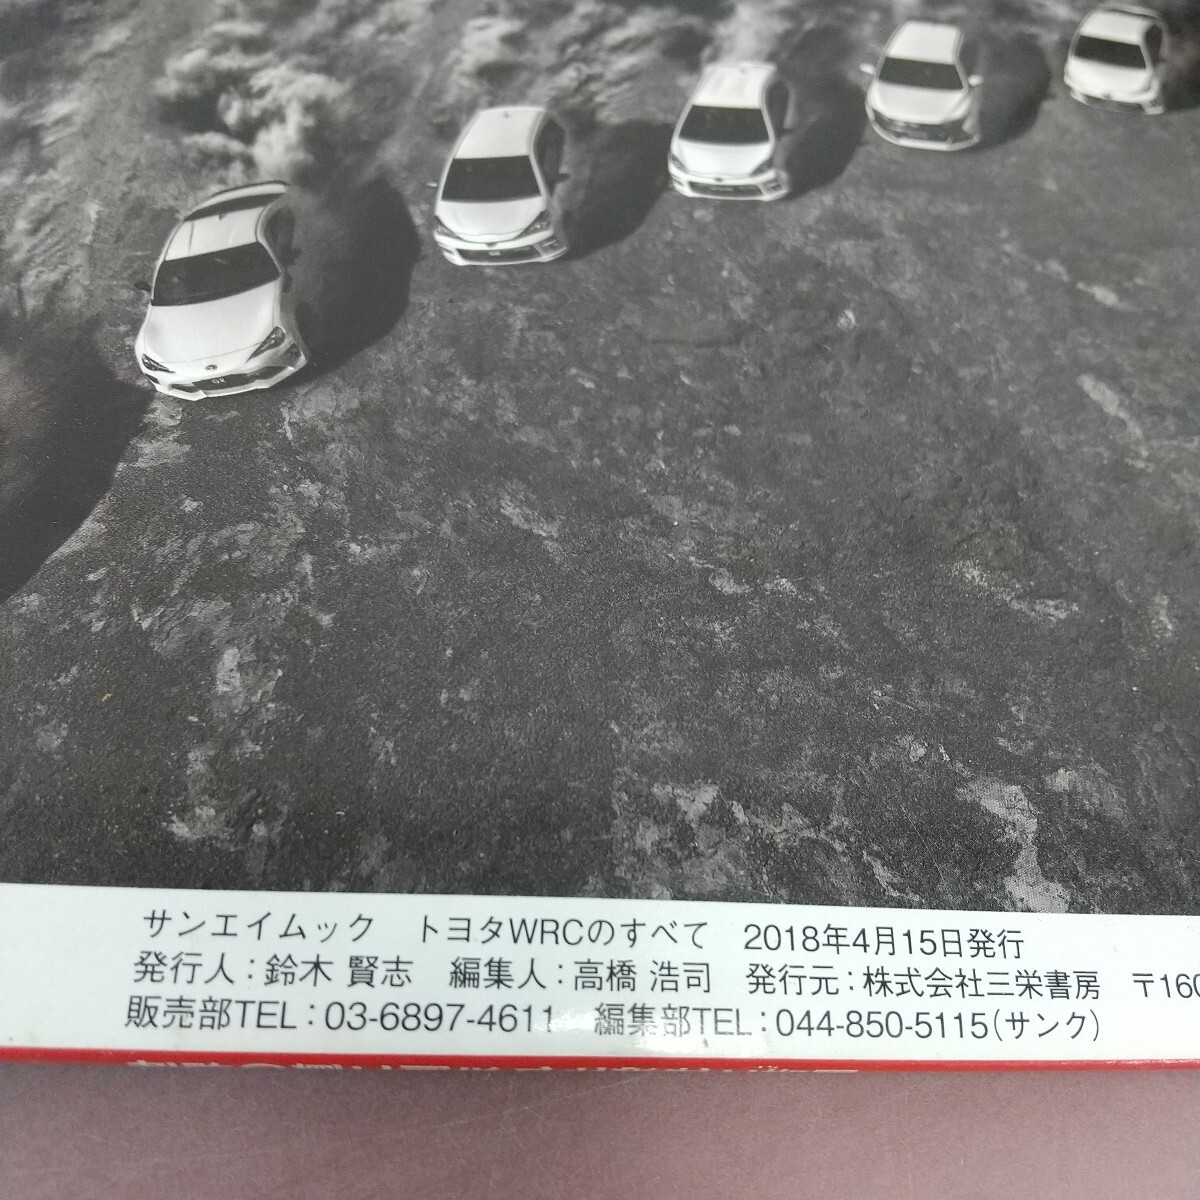 サンエイムック　トヨタWRCのすべて　2018年4月15日発行
発行人：鈴木 賢志　編集人：高橋 浩司　発行元：株式会社三栄書房　〒160
販売部TEL：03-6897-4611　編集部TEL：044-850-5115（サンク）